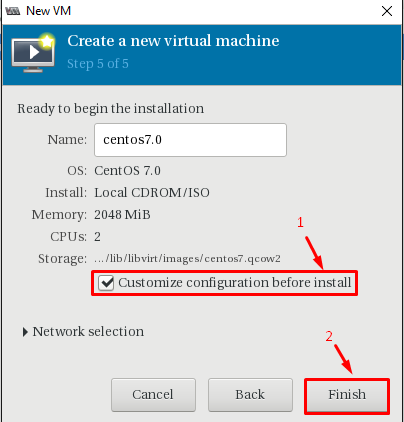 New VM
Create a new virtual machine
Step 5 of 5
Ready to begin the installation
Name: centos7.0
OS: CentOS 7.0
Install: Local CDROM/ISO
Memory: 2048 MiB
CPUs: 2
Storage: .../lib/libvirt/images/centos7.qcow2
1
Customize configuration before install
Network selection
2
Cancel Back Finish